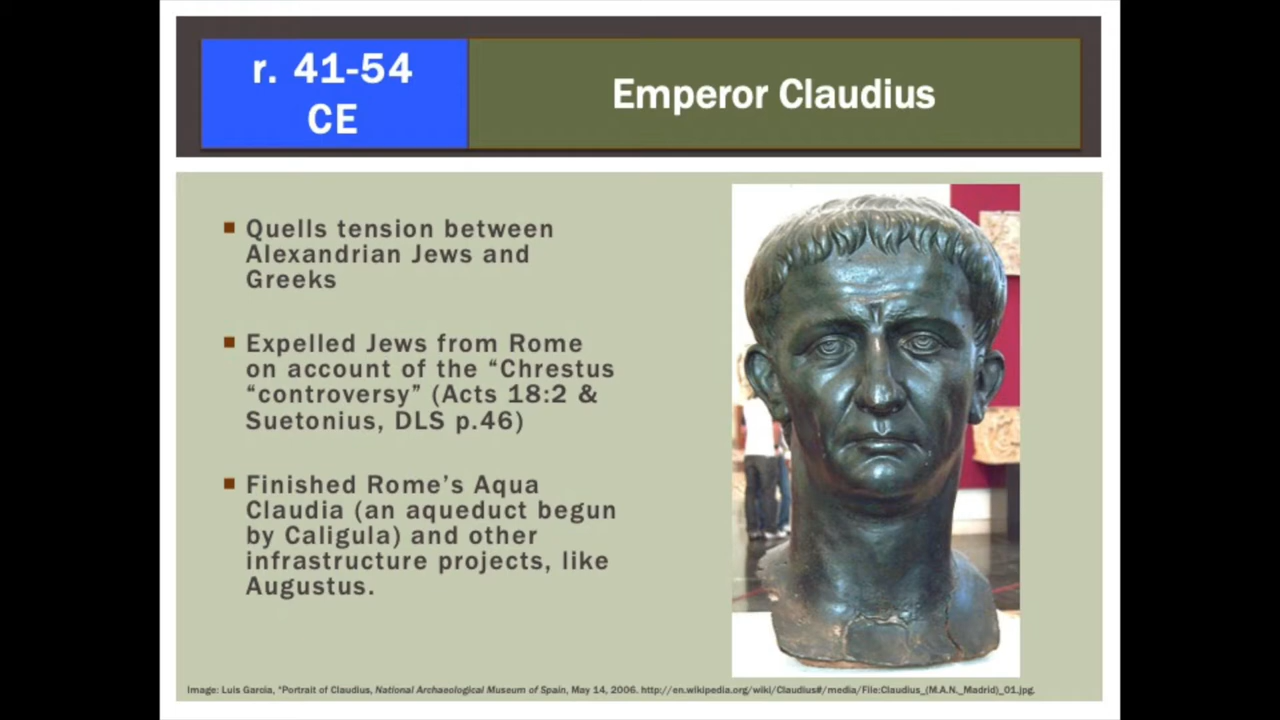 r. 41-54
CE
Emperor Claudius
Quells tension between
Alexandrian Jews and
Greeks
Expelled Jews from Rome
on account of the “Chrestus
“controversy” (Acts 18:2 &
Suetonius, DLS p.46)
Finished Rome’s Aqua
Claudia (an aqueduct begun
by Caligula) and other
infrastructure projects, like
Augustus.
Image: Luis Garcia, “Portrait of Claudius, National Archaeological Museum of Spain, May 14, 2006. http://en.wikipedia.org/wiki/Claudius#/media/File:Claudius_(M.A.N._Madrid)_01.jpg.